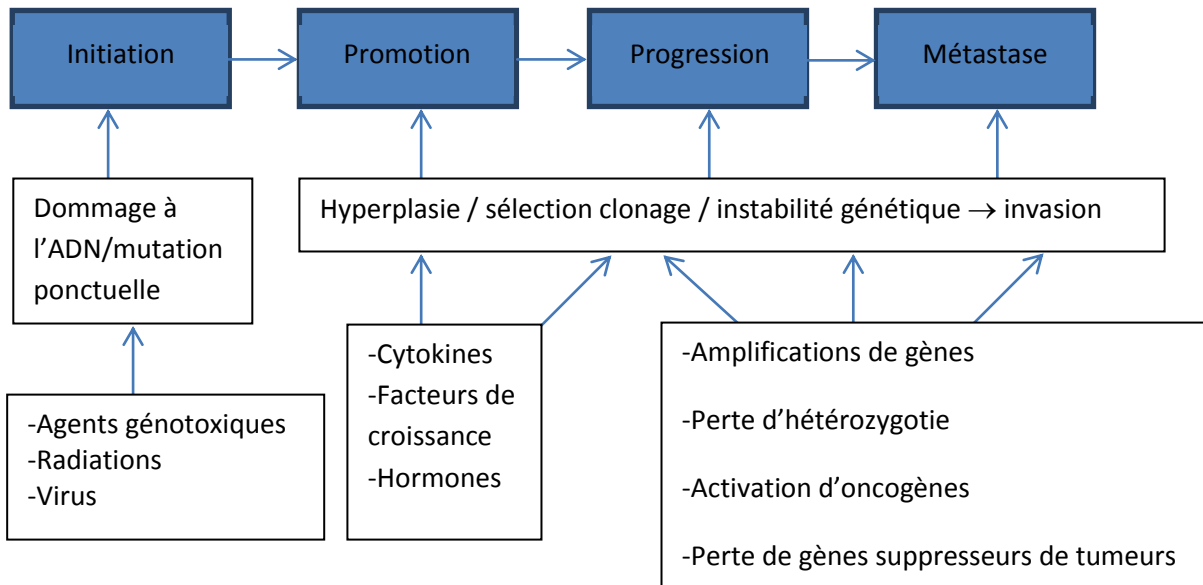 Initiation
Promotion
Progression
Métastase
Dommage à
l’ADN/mutation
ponctuelle
Hyperplasie / sélection clonage / instabilité génétique → invasion
-Agents génotoxiques
-Radiations
-Virus
-Cytokines
-Facteurs de
croissance
-Hormones
-Amplifications de gènes
-Perte d’hétérozygotie
-Activation d’oncogènes
-Perte de gènes suppresseurs de tumeurs